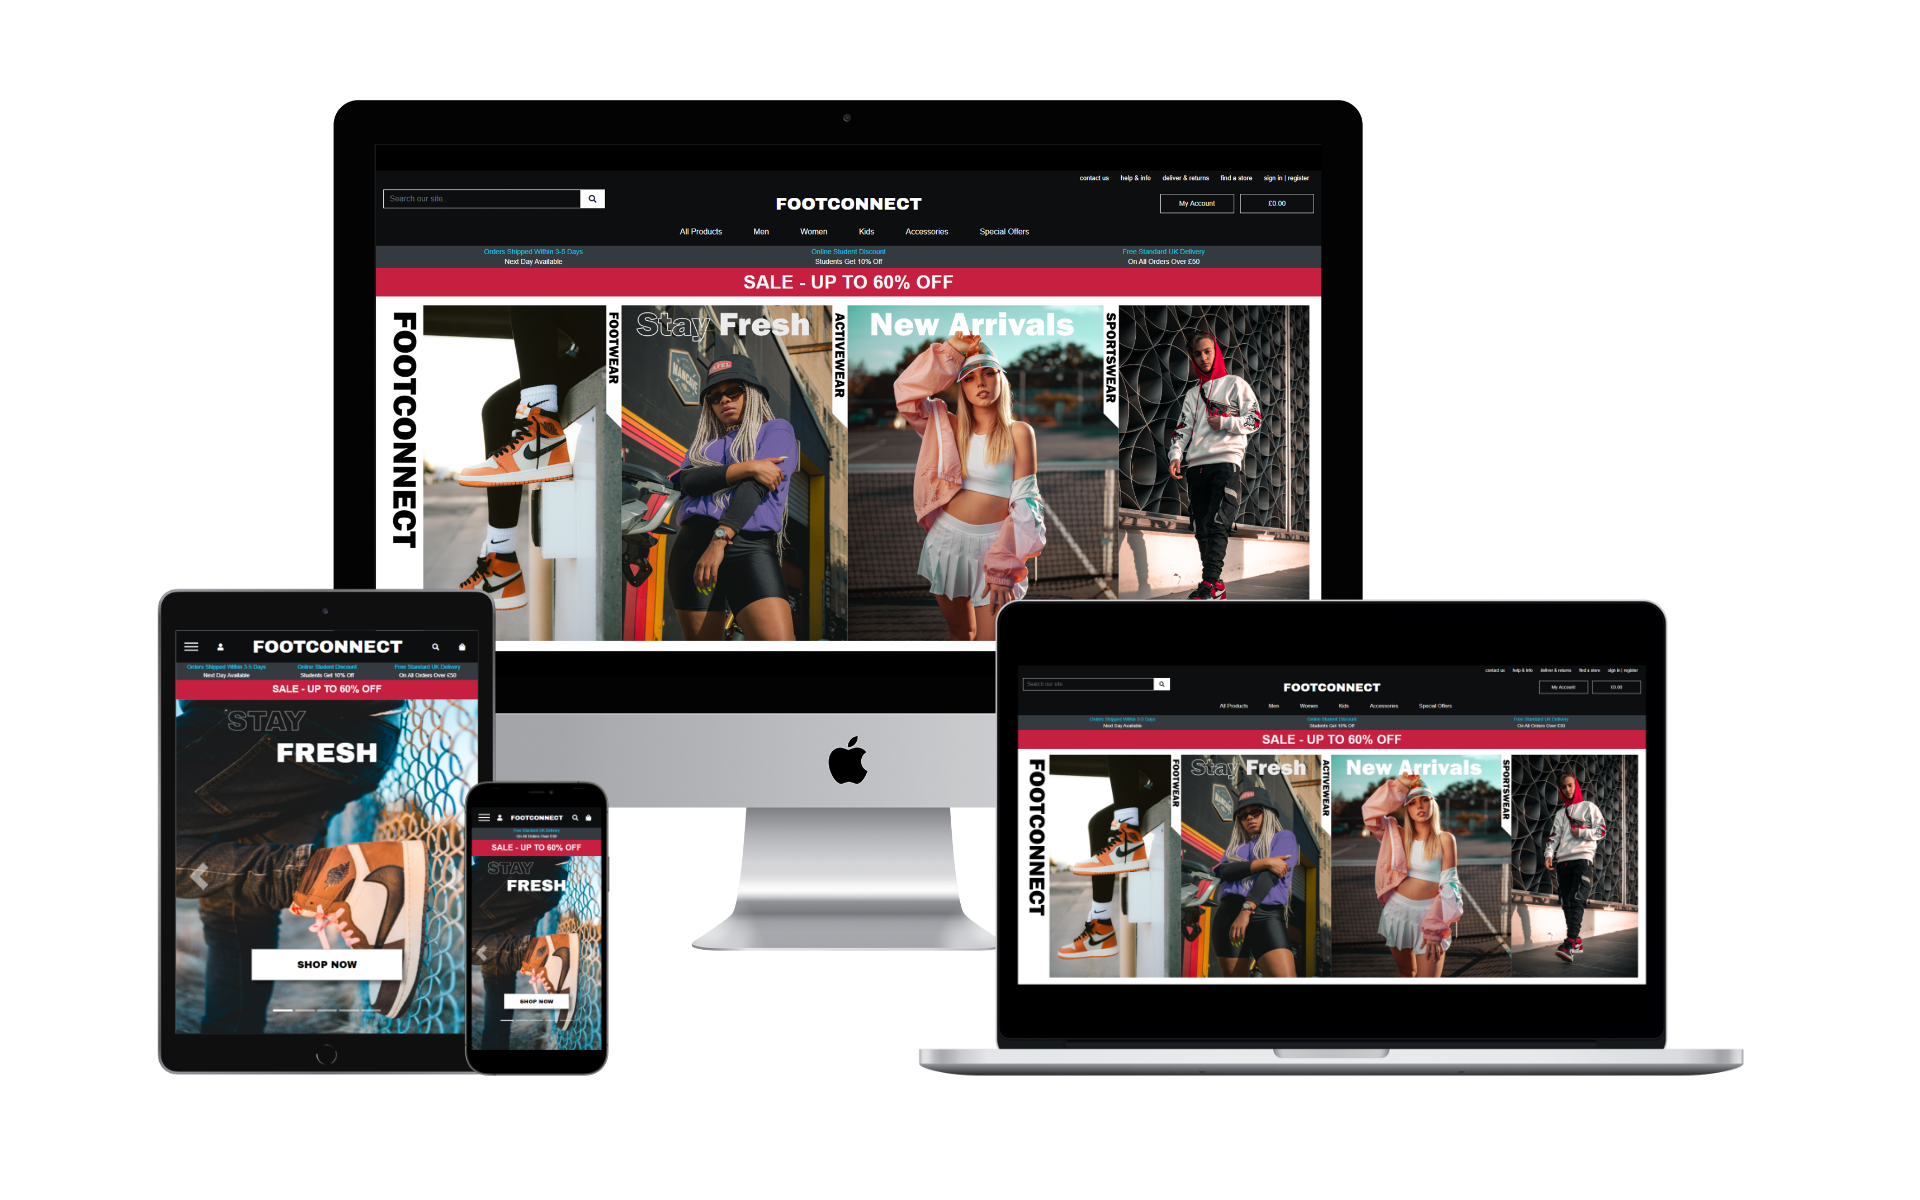 contact us help & info deliver & returns find a store sign in | register
Search our site
FOOTCONNECT
My Account £0.00
All Products Men Women Kids Accessories Special Offers
Orders Shipped Within 3-5 Days Online Student Discount Free Standard UK Delivery
Next Day Available Students Get 10% Off On All Orders Over £50
SALE - UP TO 60% OFF
FOOTCONNECT
FOOTWEAR
Stay Fresh
ACTIVEWEAR
New Arrivals
SPORTSWEAR
MANCAVE
FOOTCONNECT
Orders Shipped Within 3-5 Days Online Student Discount Free Standard UK Delivery
Next Day Available Students Get 10% Off On All Orders Over £50
SALE - UP TO 60% OFF
STAY
FRESH
SHOP NOW
FOOTCONNECT
Free Standard UK Delivery
On All Orders Over £50
SALE - UP TO 60% OFF
STAY
FRESH
SHOP NOW
contact us help & info deliver & returns find a store sign in | register
Search our site
FOOTCONNECT
My Account £0.00
All Products Men Women Kids Accessories Special Offers
Orders Shipped Within 3-5 Days Online Student Discount Free Standard UK Delivery
Next Day Available Students Get 10% Off On All Orders Over £50
SALE - UP TO 60% OFF
FOOTCONNECT
FOOTWEAR
Stay Fresh
ACTIVEWEAR
New Arrivals
SPORTSWEAR